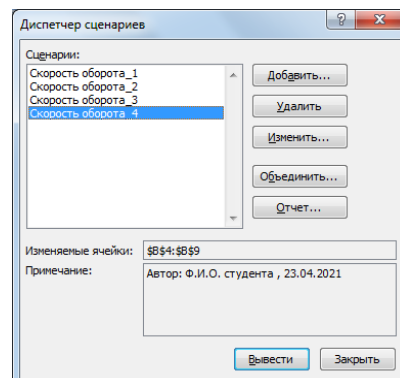 Диспетчер сценариев
Сценарии:
Скорость оборота_1
Скорость оборота_2
Скорость оборота_3
Скорость оборота_4
Добавить...
Удалить
Изменить...
Объединить...
Отчет...
Изменяемые ячейки: $B$4:$B$9
Примечание: Автор: Ф.И.О. студента , 23.04.2021
Вывести Закрыть